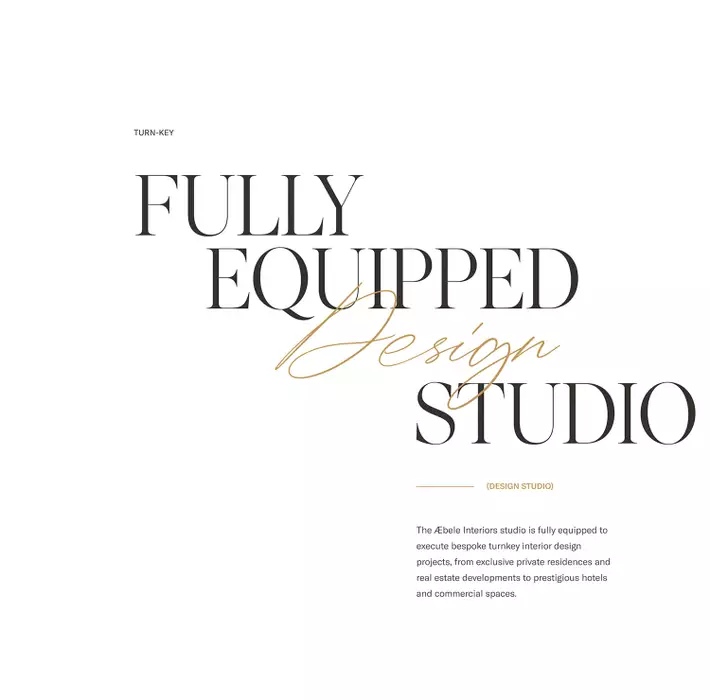 TURN-KEY
FULLY
EQUIPPED
Design
STUDIO
(DESIGN STUDIO)
The Æbele Interiors studio is fully equipped to
execute bespoke turnkey interior design
projects, from exclusive private residences and
real estate developments to prestigious hotels
and commercial spaces.